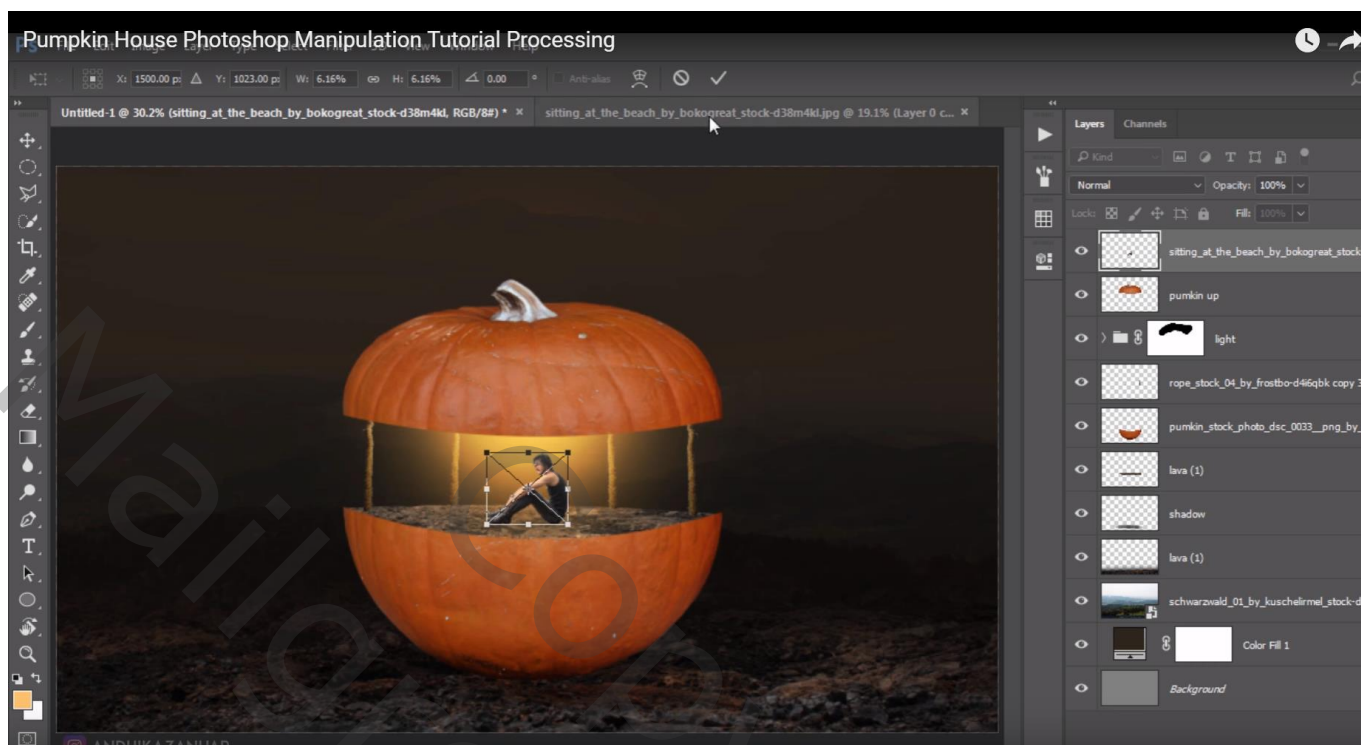 Pumpkin House Photoshop Manipulation Tutorial Processing
X: 1500.00 p: Y: 1023.00 p: W: 6.16% H: 6.16% 0.00 ° Anti-alias
Untitled-1 @ 30.2% (sitting_at_the_beach_by_bokogreat_stock-d38m4kl, RGB/8#) * × sitting_at_the_beach_by_bokogreat_stock-d38m4kl.jpg @ 19.1% (Layer 0 c... ×
Layers Channels
Kind
Normal Opacity: 100%
Lock: Fill: 100%
sitting_at_the_beach_by_bokogreat_stock
pumkin up
light
rope_stock_04_by_frostbo-d4i6qbk copy 3
pumpkin_stock_photo_dsc_0033__png_by_
lava (1)
shadow
lava (1)
schwarzwald_01_by_kuschelirmel_stock-d
Color Fill 1
Background